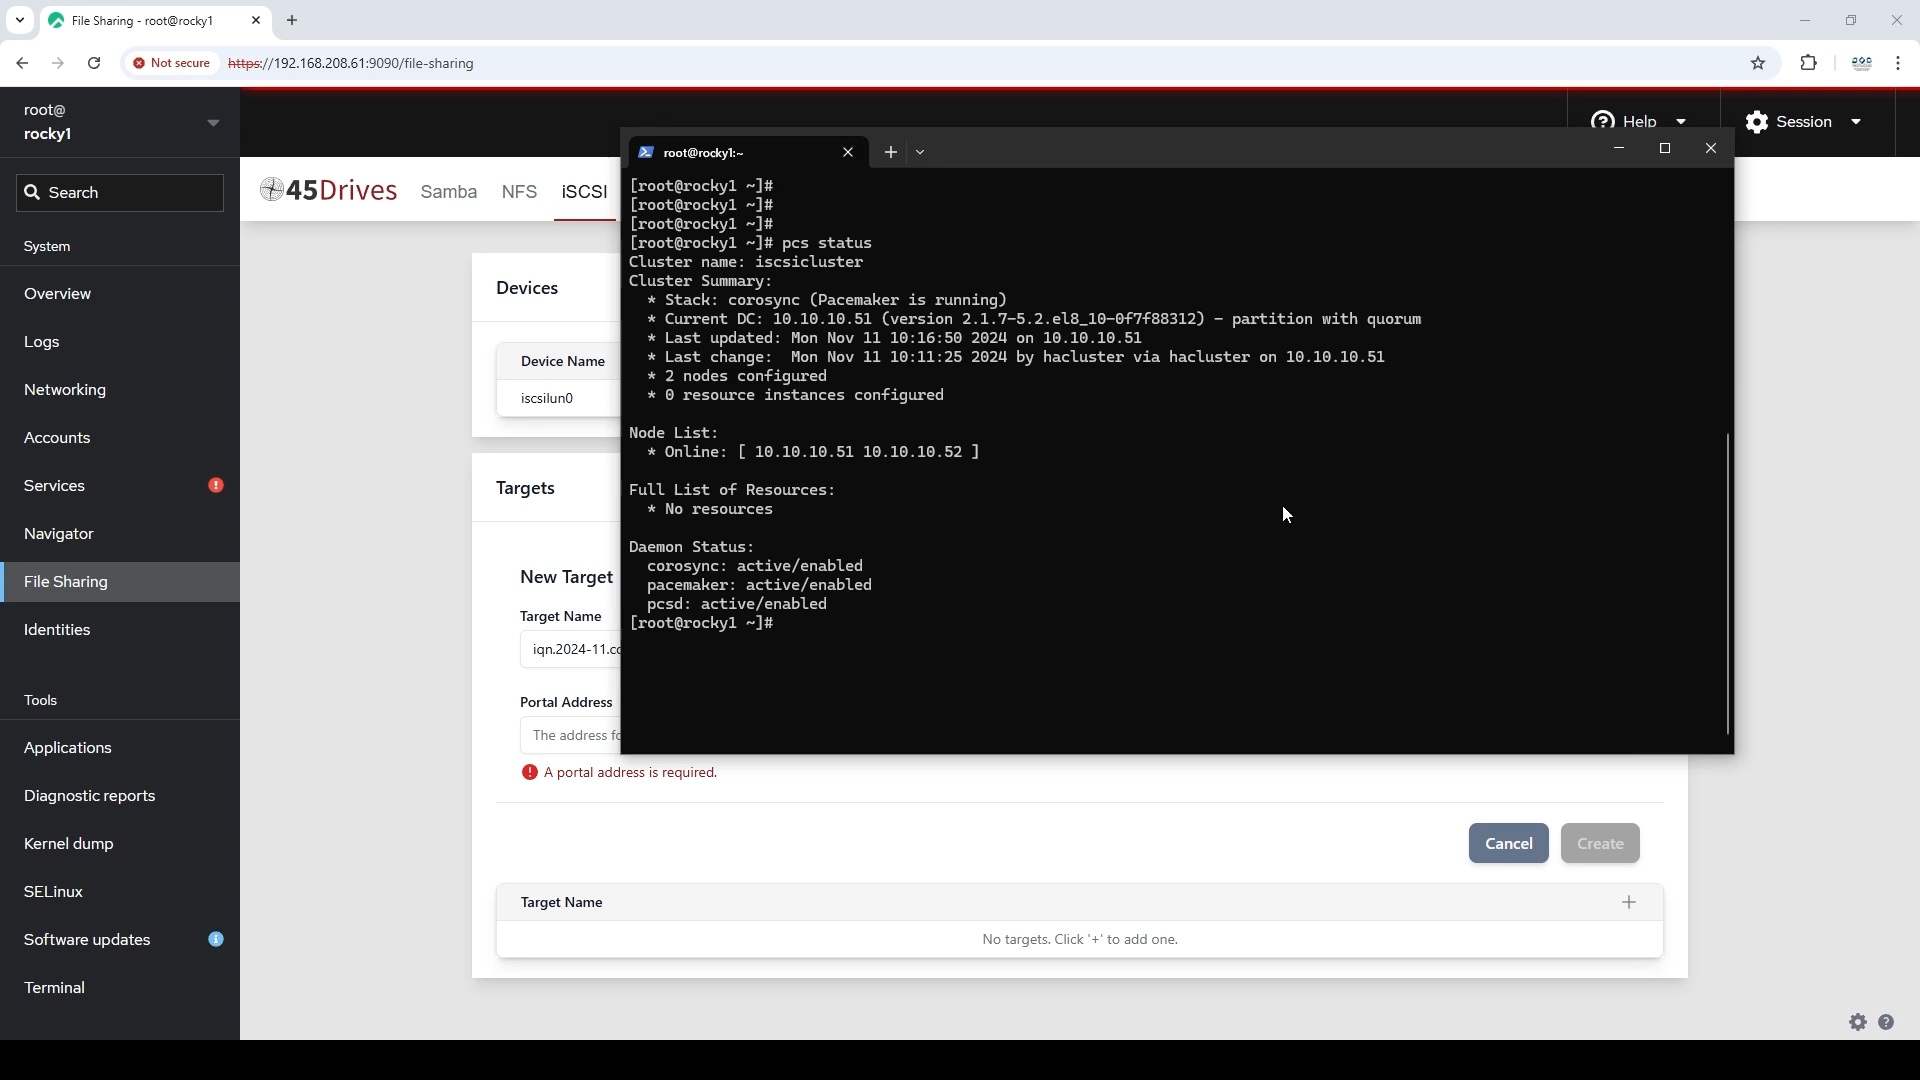 File Sharing - root@rocky1
Not secure
https://192.168.208.61:9090/file-sharing
root@
rocky1
Help
Session
Search
System
Overview
Logs
Networking
Accounts
Services
Navigator
File Sharing
Identities
Tools
Applications
Diagnostic reports
Kernel dump
SELinux
Software updates
Terminal
45Drives Samba NFS iSCSI
Devices
Device Name
iscsilun0
Targets
New Target
Target Name
iqn.2024-11.co
Portal Address
The address fo
A portal address is required.
Cancel
Create
Target Name
No targets. Click '+' to add one.
root@rocky1:~
[root@rocky1 ~]#
[root@rocky1 ~]#
[root@rocky1 ~]#
[root@rocky1 ~]# pcs status
Cluster name: iscsicluster
Cluster Summary:
* Stack: corosync (Pacemaker is running)
* Current DC: 10.10.10.51 (version 2.1.7-5.2.el8_10-0f7f88312) - partition with quorum
* Last updated: Mon Nov 11 10:16:50 2024 on 10.10.10.51
* Last change: Mon Nov 11 10:11:25 2024 by hacluster via hacluster on 10.10.10.51
* 2 nodes configured
* 0 resource instances configured
Node List:
* Online: [ 10.10.10.51 10.10.10.52 ]
Full List of Resources:
* No resources
Daemon Status:
corosync: active/enabled
pacemaker: active/enabled
pcsd: active/enabled
[root@rocky1 ~]#